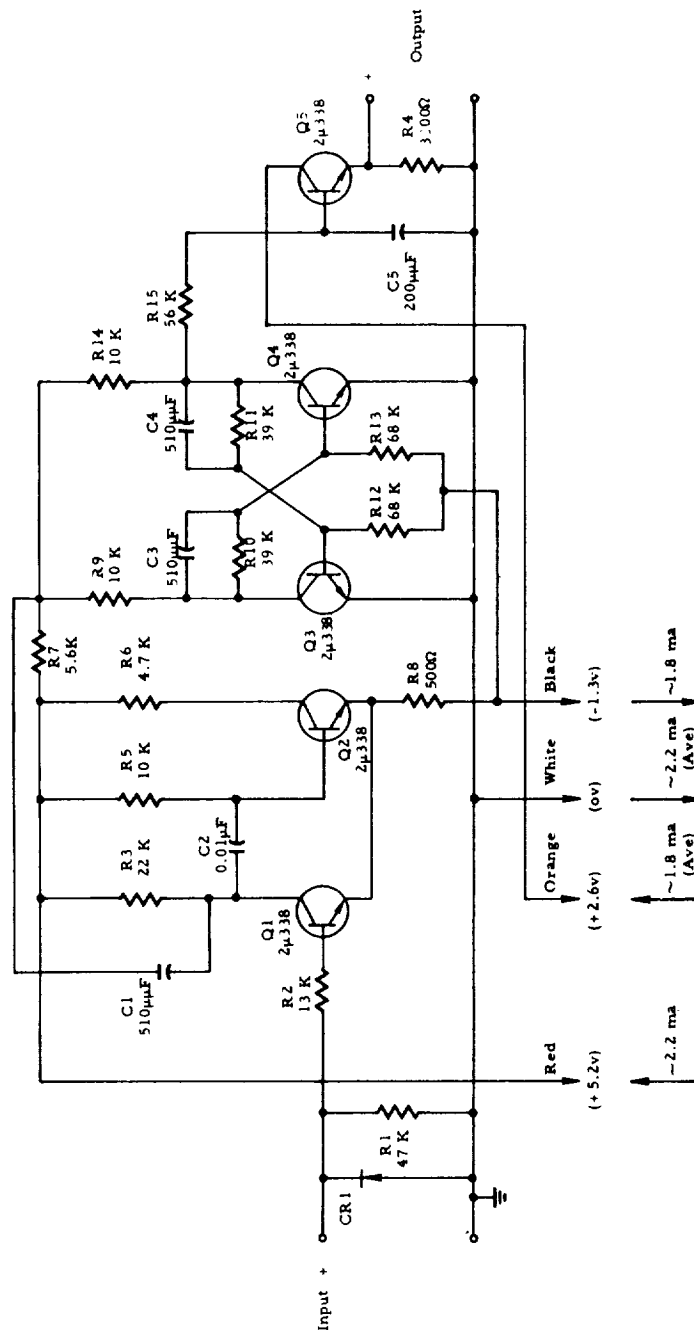 Input +
CR1
R1
47 K
R2
13 K
C1
510μμF
R3
22 K
C2
0.01μF
Q1
2μ338
R5
10 K
R6
4.7 K
Q2
2μ338
R7
5.6K
R8
500Ω
R9
10 K
C3
510μμF
R10
39 K
Q3
2μ338
R12
68 K
R13
68 K
R11
39 K
C4
510μμF
Q4
2μ338
R14
10 K
R15
56 K
C5
200μμF
Q5
2μ338
R4
+
Output
Red
(+5.2v)
~2.2 ma
Orange
(+2.6v)
~1.8 ma
(Ave)
White
(ov)
~2.2 ma
(Ave)
Black
(-1.3v)
~1.8 ma